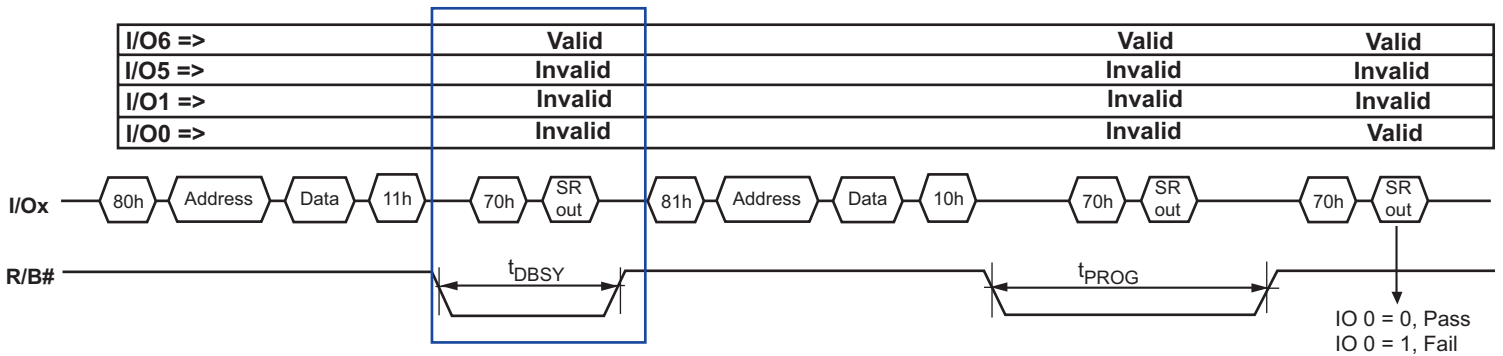 I/O6 => Valid Valid Valid
I/O5 => Invalid Invalid Invalid
I/O1 => Invalid Invalid Invalid
I/O0 => Invalid Invalid Valid
I/Ox 80h Address Data 11h 70h SR out 81h Address Data 10h 70h SR out 70h SR out
R/B# tDBSY tPROG
IO 0 = 0, Pass
IO 0 = 1, Fail